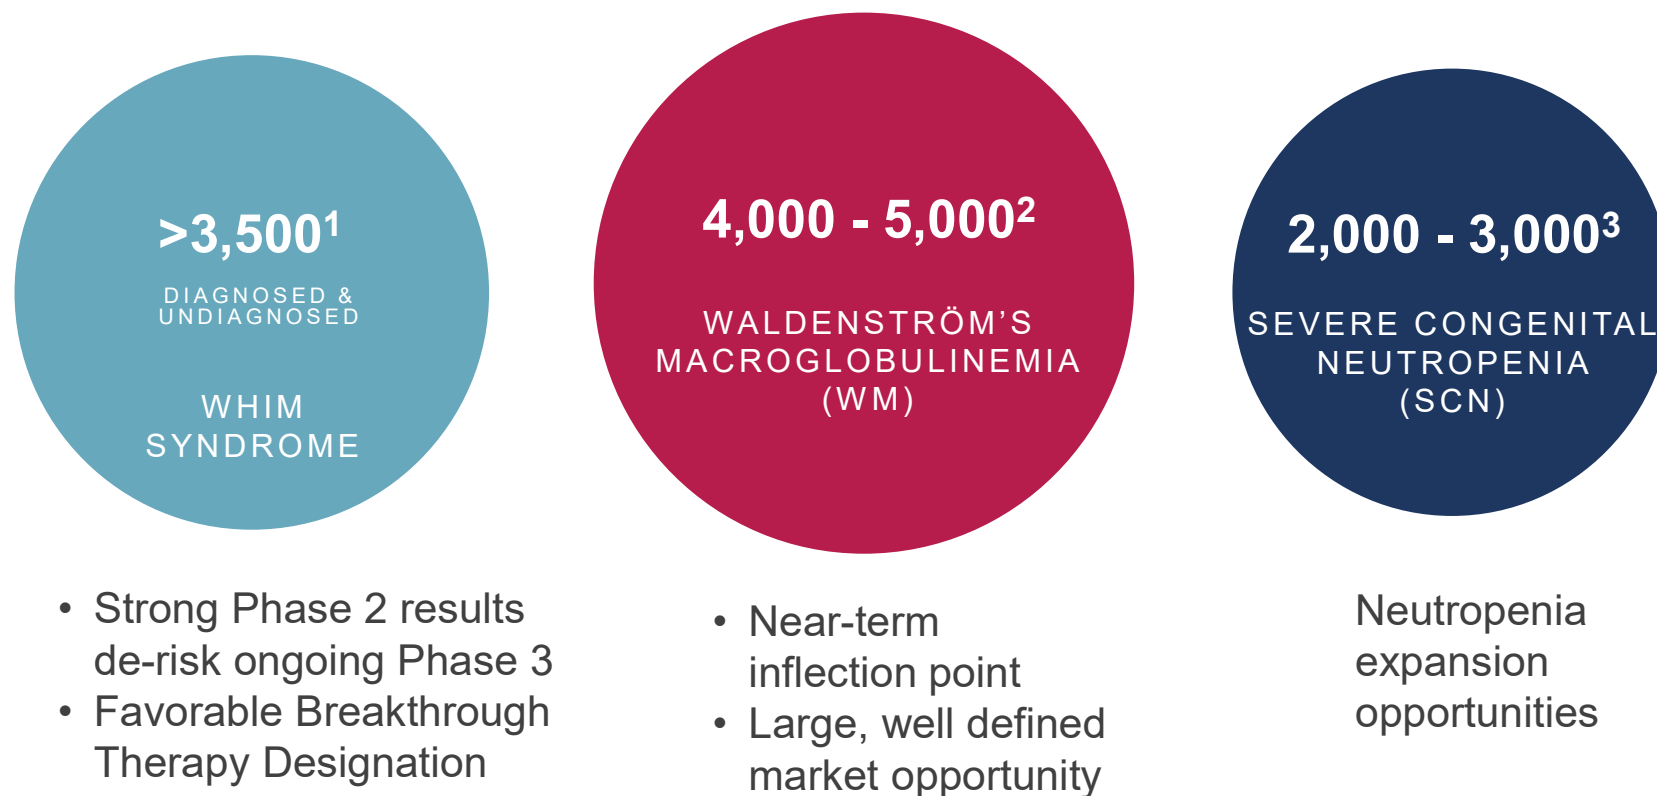 >3,500¹
DIAGNOSED &
UNDIAGNOSED
WHIM
SYNDROME
• Strong Phase 2 results
de-risk ongoing Phase 3
• Favorable Breakthrough
Therapy Designation
4,000 - 5,000²
WALDENSTRÖM’S
MACROGLOBULINEMIA
(WM)
• Near-term
inflection point
• Large, well defined
market opportunity
2,000 - 3,000³
SEVERE CONGENITAL
NEUTROPENIA
(SCN)
Neutropenia
expansion
opportunities